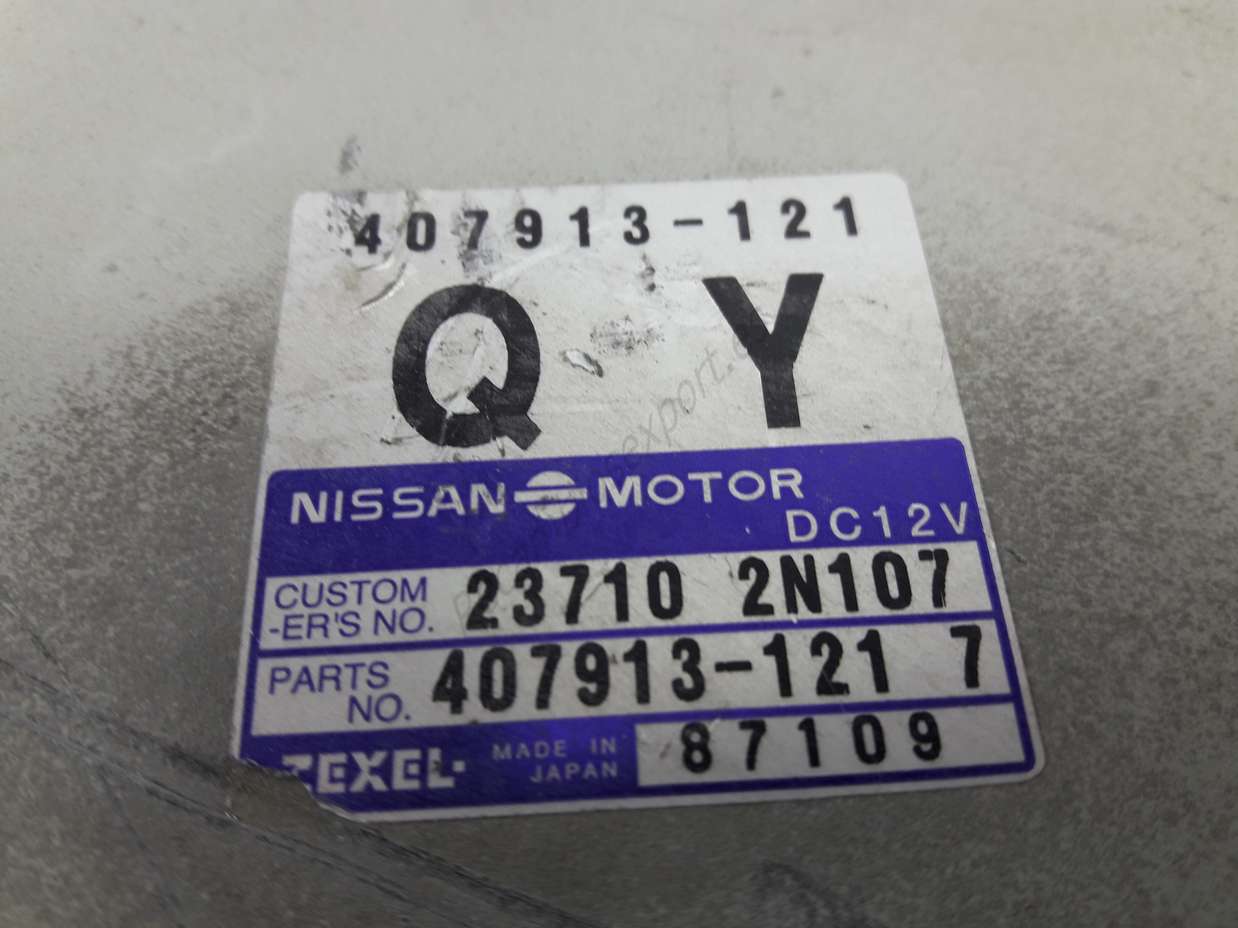 407913-121
Q Y
NISSAN MOTOR
DC12V
CUSTOM
-ER'S NO. 23710 2N107
PARTS
NO. 407913-121 7
ZEXEL
MADE IN
JAPAN
87109
export.